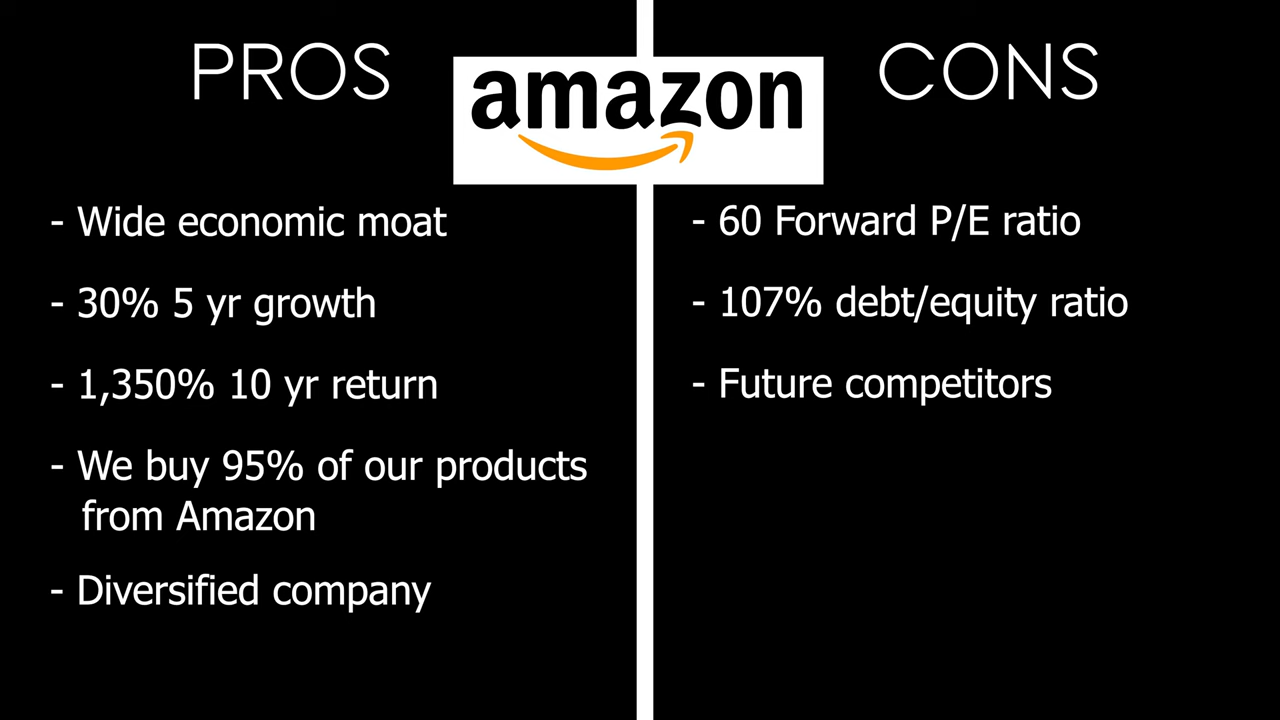 PROS
amazon
CONS
- Wide economic moat
- 30% 5 yr growth
- 1,350% 10 yr return
- We buy 95% of our products
from Amazon
- Diversified company
- 60 Forward P/E ratio
- 107% debt/equity ratio
- Future competitors